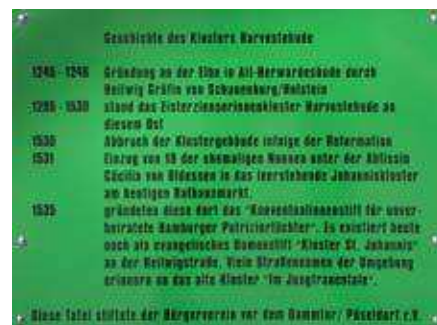 Geschichte des Klosters Harvestehude
1245 - 1246 Gründung an der Elbe in Alt-Herwardeshude durch
Heilwig Gräfin von Schauenburg/Holstein
1295 - 1530 stand das Zisterzienserinnenkloster Harvestehude an
diesem Ort
1530 Abbruch der Klostergebäude infolge der Reformation
1531 Einzug von 19 der ehemaligen Nonnen unter der Äbtissin
Cäcilia von Oldessen in das leerstehende Johanniskloster
am heutigen Rathausmarkt.
1535 gründeten diese dort das "Konventualinnenstift für unver-
heiratete Hamburger Patriziertöchter". Es existiert heute
noch als evangelisches Damenstift "Kloster St. Johannis"
an der Heilwigstraße. Viele Straßennamen der Umgebung
erinnern an das alte Kloster "Im Jungfrauentale".
Diese Tafel stiftete der Bürgerverein vor dem Dammtor/ Pöseldorf e.V.